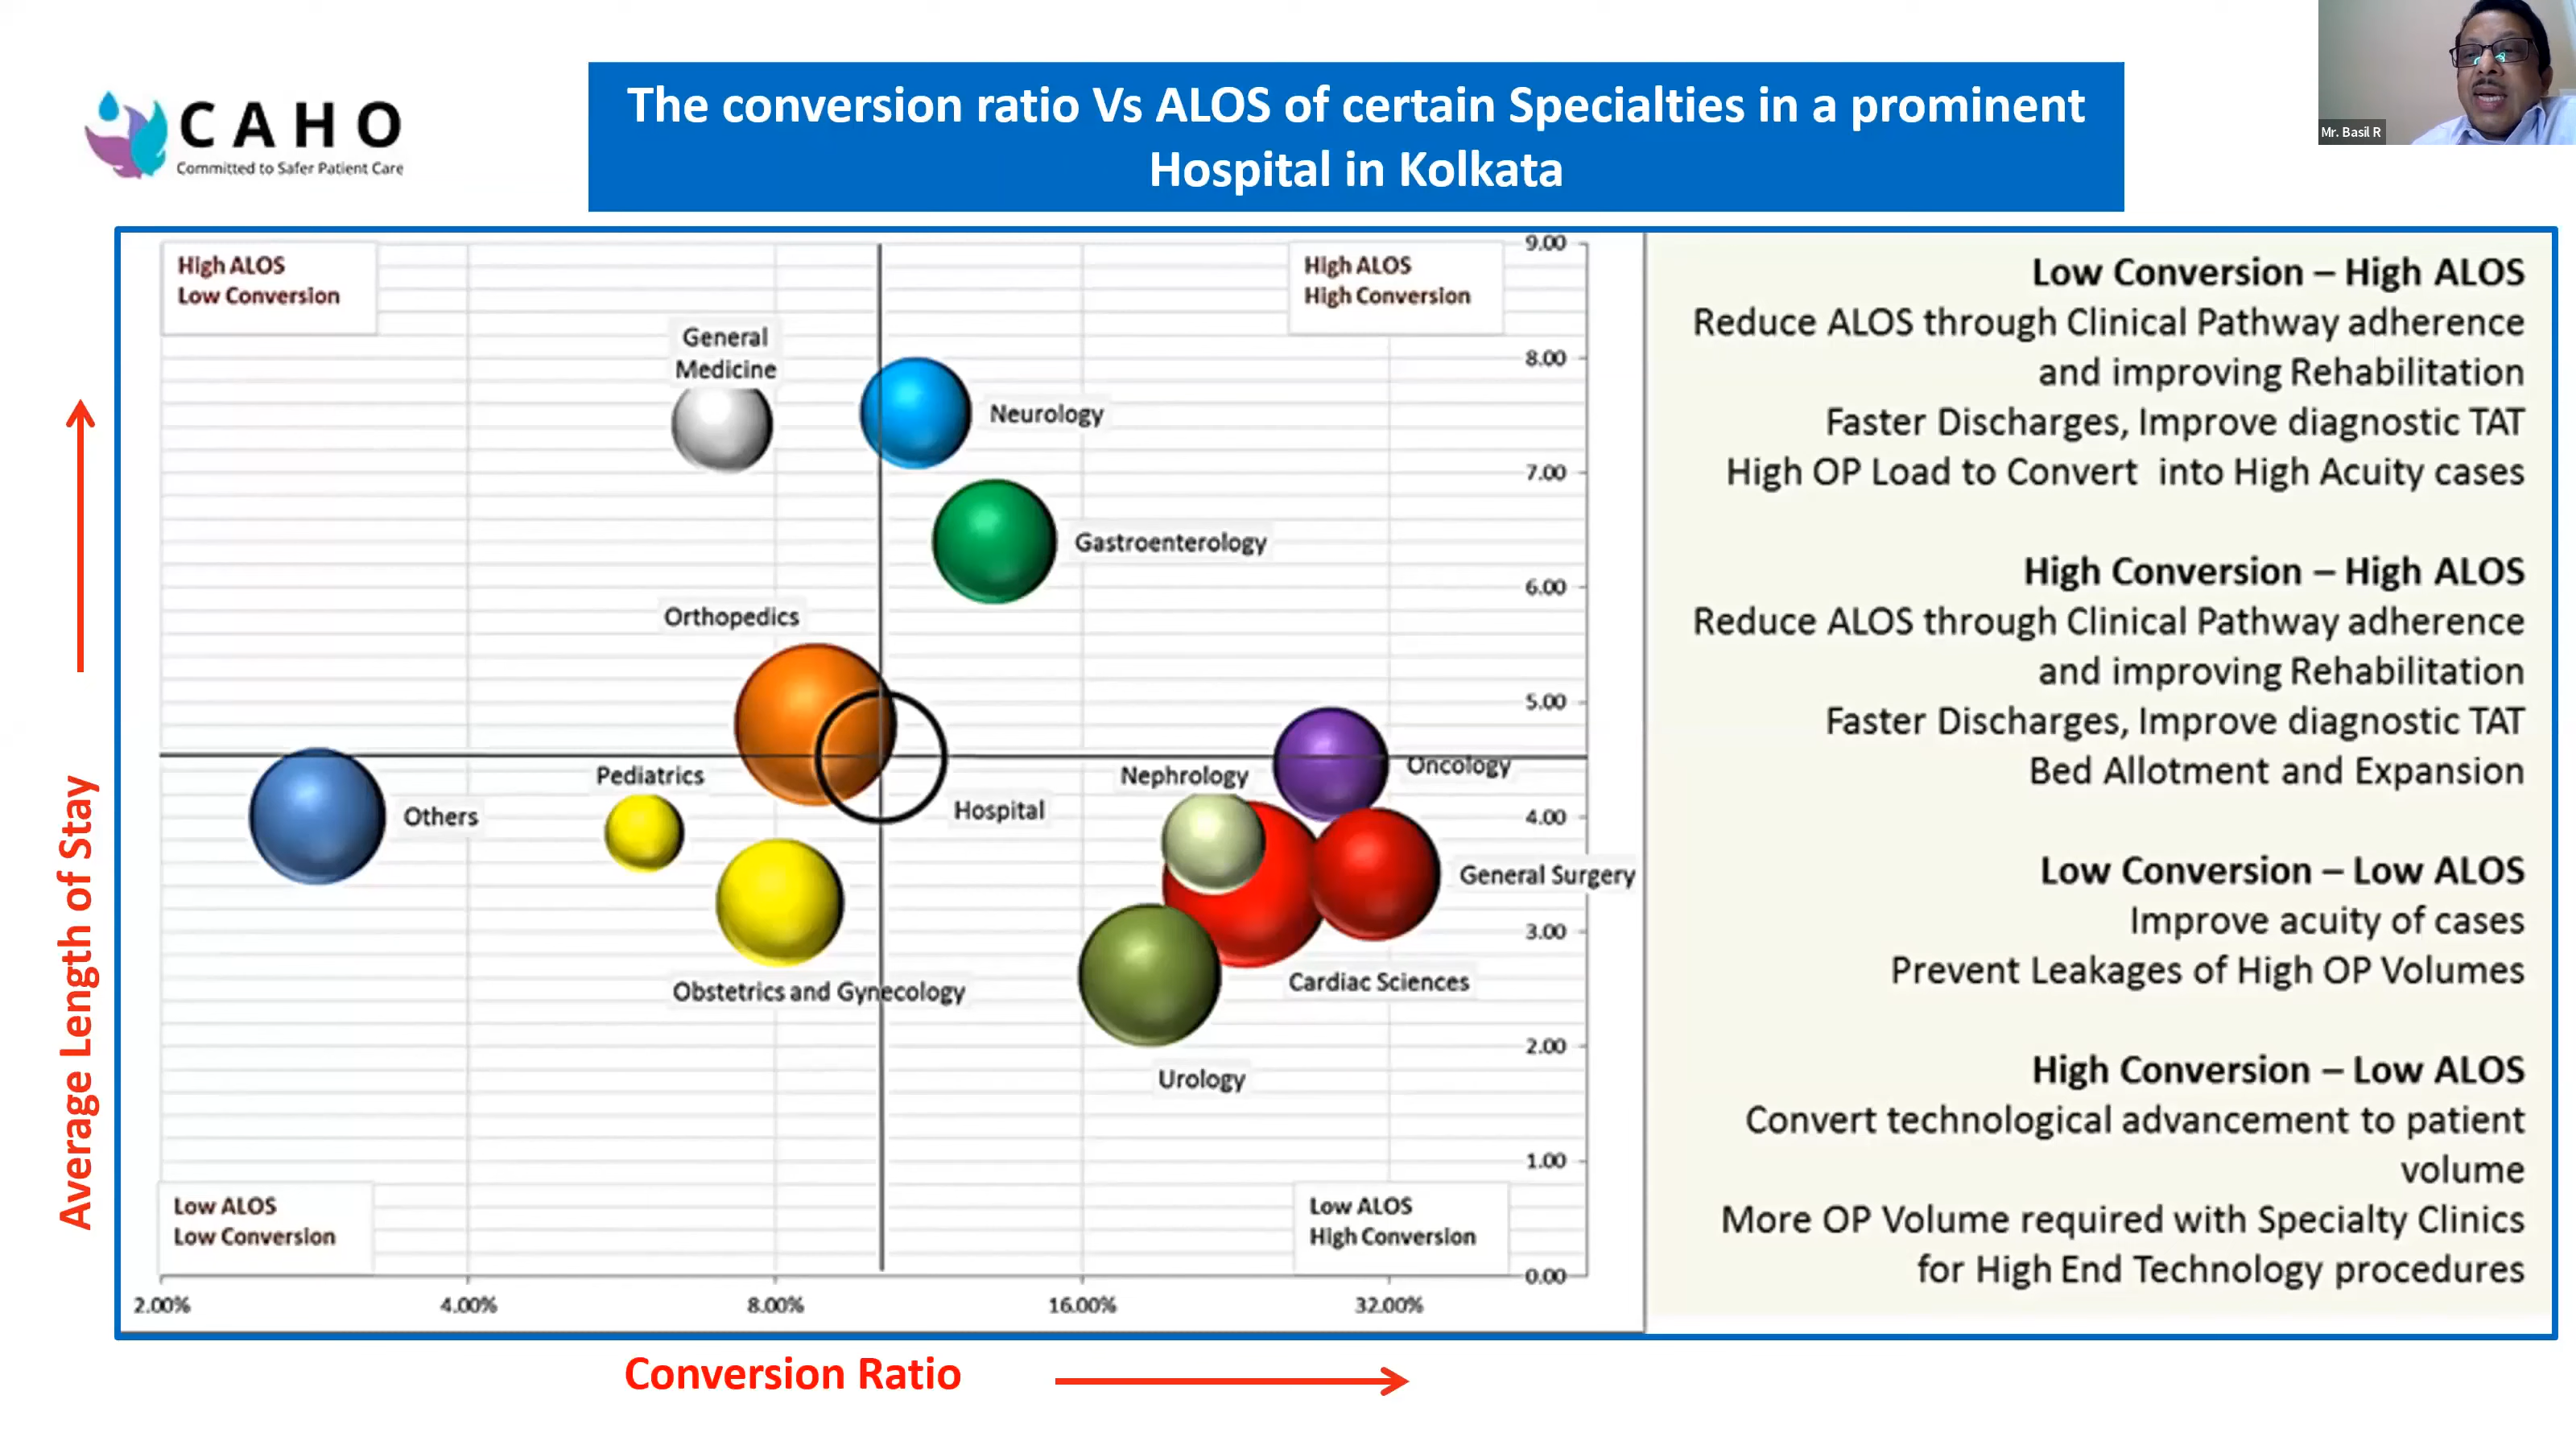 CAHO
Committed to Safer Patient Care
The conversion ratio Vs ALOS of certain Specialties in a prominent
Hospital in Kolkata
Mr. Basil R
High ALOS
Low Conversion
High ALOS
High Conversion
General
Medicine
Neurology
Gastroenterology
Orthopedics
Pediatrics
Others
Hospital
Nephrology
Oncology
General Surgery
Obstetrics and Gynecology
Cardiac Sciences
Urology
Low ALOS
Low Conversion
Low ALOS
High Conversion
9.00
8.00
7.00
6.00
5.00
4.00
3.00
2.00
1.00
0.00
2.00%
4.00%
8.00%
16.00%
32.00%
Average Length of Stay
Conversion Ratio
Low Conversion – High ALOS
Reduce ALOS through Clinical Pathway adherence
and improving Rehabilitation
Faster Discharges, Improve diagnostic TAT
High OP Load to Convert into High Acuity cases
High Conversion – High ALOS
Reduce ALOS through Clinical Pathway adherence
and improving Rehabilitation
Faster Discharges, Improve diagnostic TAT
Bed Allotment and Expansion
Low Conversion – Low ALOS
Improve acuity of cases
Prevent Leakages of High OP Volumes
High Conversion – Low ALOS
Convert technological advancement to patient
volume
More OP Volume required with Specialty Clinics
for High End Technology procedures